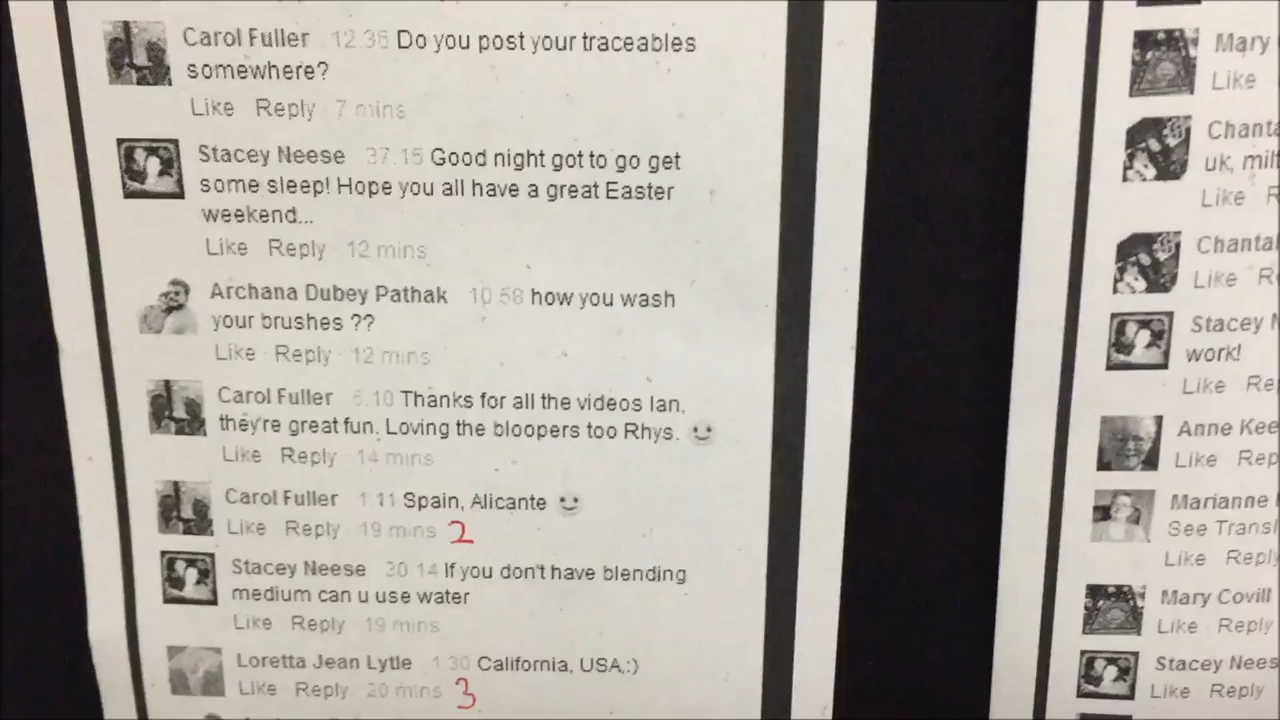 Carol Fuller 12:36 Do you post your traceables
somewhere?
Like Reply 7 mins
Stacey Neese 37:15 Good night got to go get
some sleep! Hope you all have a great Easter
weekend...
Like Reply 12 mins
Archana Dubey Pathak 10:58 how you wash
your brushes ??
Like · Reply · 12 mins
Carol Fuller 6:10 Thanks for all the videos Ian,
they're great fun. Loving the bloopers too Rhys.
Like Reply 14 mins
Carol Fuller 1:11 Spain, Alicante
Like Reply 19 mins 2
Stacey Neese 30:14 If you don't have blending
medium can u use water
Like Reply 19 mins
Loretta Jean Lytle 1:30 California, USA,:)
Like Reply 20 mins 3
Mary
Like
Chanta
uk, mil
Like R
Chantal
Like Re
Stacey N
work!
Like Re
Anne Kee
Like Rep
Marianne
See Transl
Like Reply
Mary Covill
Like · Reply
Stacey Nees
Like Reply